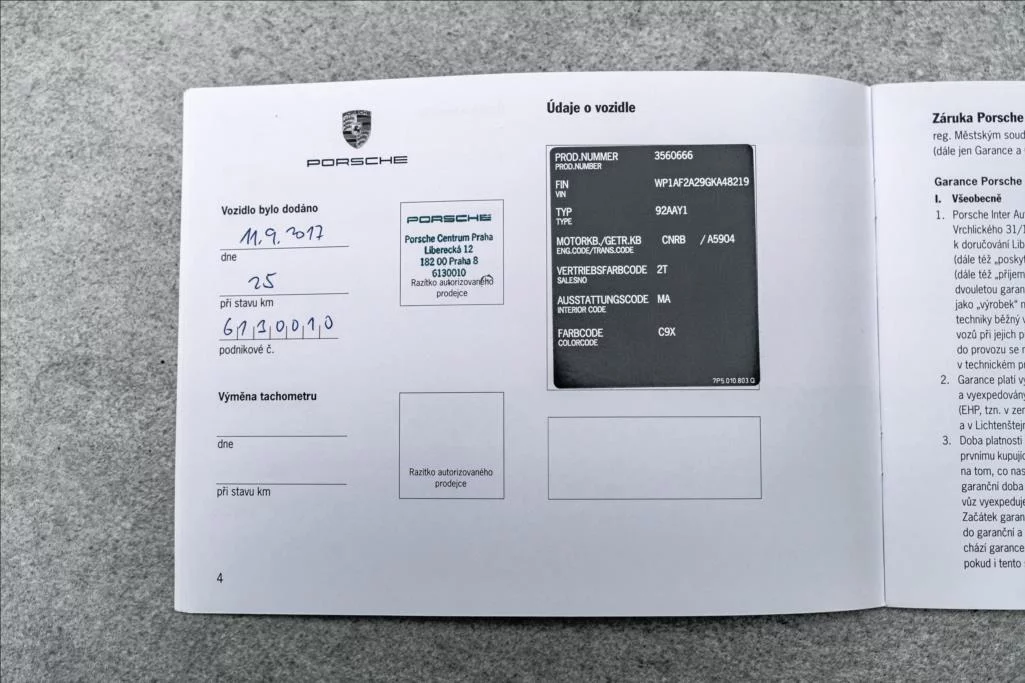 PORSCHE
Vozidlo bylo dodáno
11.9.2017
dne
25
při stavu km
6130010
podnikové č.
PORSCHE
Porsche Centrum Praha
Liberecká 12
182 00 Praha 8
6130010
Razítko autorizovaného
prodejce
Výměna tachometru
dne
při stavu km
Razítko autorizovaného
prodejce
4
Údaje o vozidle
PROD.NUMMER 3560666
PROD.NUMBER
FIN WP1AF2A29GKA48219
VIN
TYP 92AAY1
TYPE
MOTORKB./GETR.KB CNRB / A5904
ENG.CODE/TRANS.CODE
VERTRIEBSFARBCODE 2T
SALESNO
AUSSTATTUNGSCODE MA
INTERIOR CODE
FARBCODE C9X
COLORCODE
7P5.010.803 Q
Záruka Porsche
reg. Městským soud
(dále jen Garance a
Garance Porsche
I. Všeobecně
1. Porsche Inter Au
Vrchlického 31/1
k doručování Lib
(dále též „poskyt
(dále též „příjem
dvouletou garan
jako „výrobek“ n
techniky běžný v
vozů při jejich p
do provozu se r
v technickém pr
2. Garance platí vý
a vyexpedovány
(EHP, tzn. v zem
a v Lichtenštejn
3. Doba platnosti
prvnímu kupujíc
na tom, co nas
garanční doba
vůz vyexpeduje
Začátek garan
do garanční a
chází garance
pokud i tento